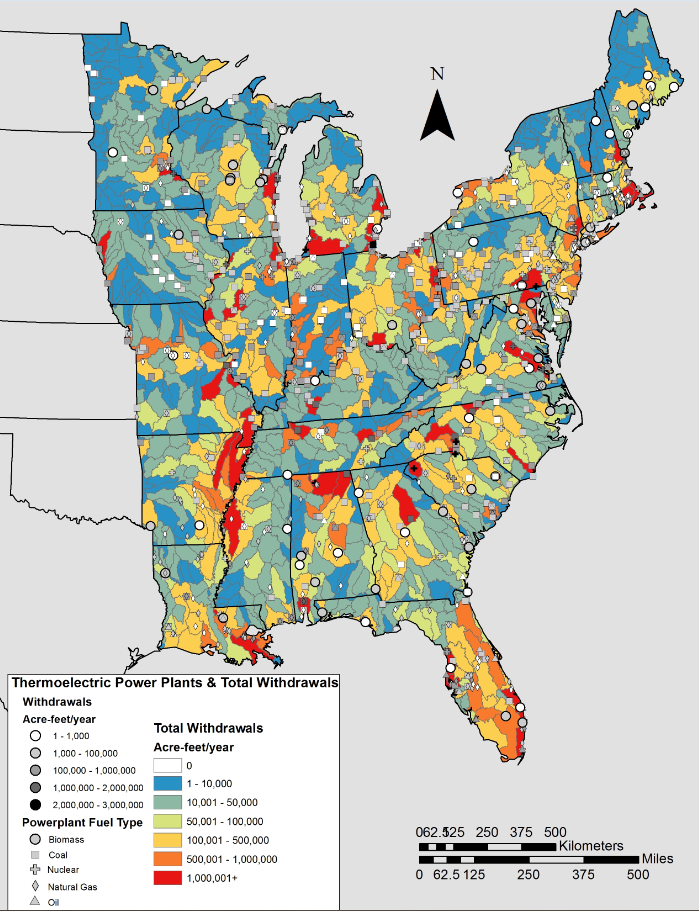 N
Thermoelectric Power Plants & Total Withdrawals
Withdrawals
Acre-feet/year
1 - 1,000
1,000 - 100,000
100,000 - 1,000,000
1,000,000 - 2,000,000
2,000,000 - 3,000,000
Powerplant Fuel Type
Biomass
Coal
Nuclear
Natural Gas
Oil
Total Withdrawals
Acre-feet/year
0
1 - 10,000
10,001 - 50,000
50,001 - 100,000
100,001 - 500,000
500,001 - 1,000,000
1,000,001+
0 62.5 125 250 375 500
Kilometers
Miles
0 62.5 125 250 375 500